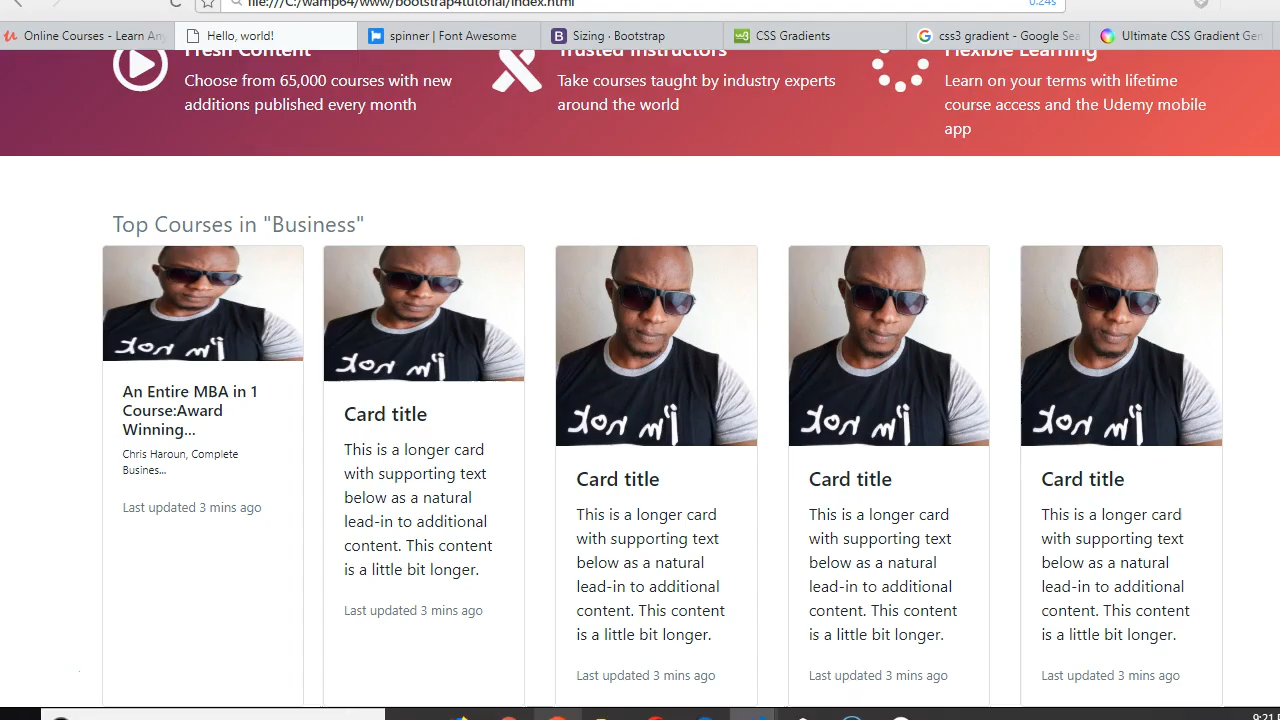 file:///C:/wamp64/www/bootstrap4tutorial/index.html
0.24s
Online Courses - Learn Any
Hello, world!
spinner | Font Awesome
Sizing · Bootstrap
CSS Gradients
css3 gradient - Google Sea
Ultimate CSS Gradient Gen
Fresh Content
Choose from 65,000 courses with new
additions published every month
Trusted Instructors
Take courses taught by industry experts
around the world
Flexible Learning
Learn on your terms with lifetime
course access and the Udemy mobile
app
Top Courses in "Business"
An Entire MBA in 1
Course:Award
Winning...
Chris Haroun, Complete
Busines...
Last updated 3 mins ago
Card title
This is a longer card
with supporting text
below as a natural
lead-in to additional
content. This content
is a little bit longer.
Last updated 3 mins ago
Card title
This is a longer card
with supporting text
below as a natural
lead-in to additional
content. This content
is a little bit longer.
Last updated 3 mins ago
Card title
This is a longer card
with supporting text
below as a natural
lead-in to additional
content. This content
is a little bit longer.
Last updated 3 mins ago
Card title
This is a longer card
with supporting text
below as a natural
lead-in to additional
content. This content
is a little bit longer.
Last updated 3 mins ago